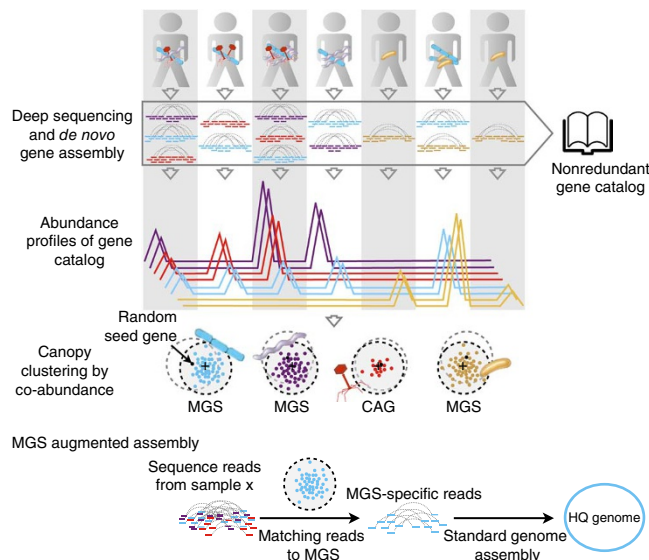 Deep sequencing
and de novo
gene assembly
Nonredundant
gene catalog
Abundance
profiles of gene
catalog
Random
seed gene
Canopy
clustering by
co-abundance
MGS
MGS
CAG
MGS
MGS augmented assembly
Sequence reads
from sample x
MGS-specific reads
Matching reads
to MGS
Standard genome
assembly
HQ genome